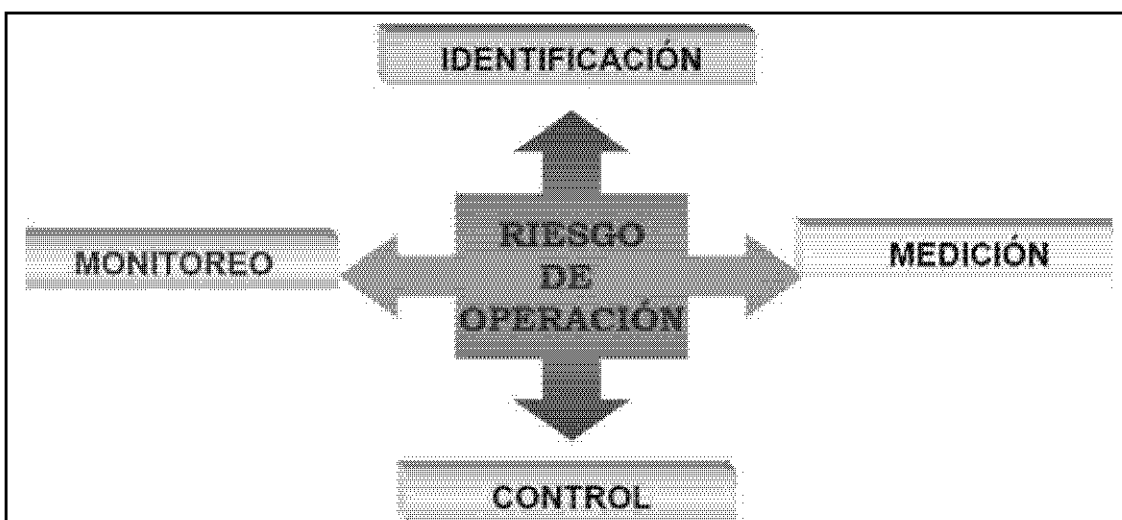 IDENTIFICACIÓN
MONITOREO
RIESGO
DE
OPERACIÓN
MEDICIÓN
CONTROL